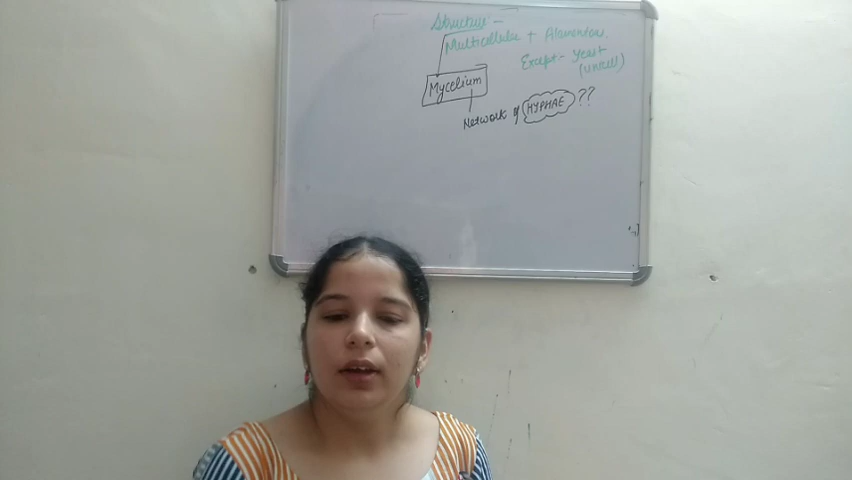 Structure -
Multicellular + Filamentous.
Except:- Yeast
(Unicell)
Mycelium
Network of HYPHAE ??